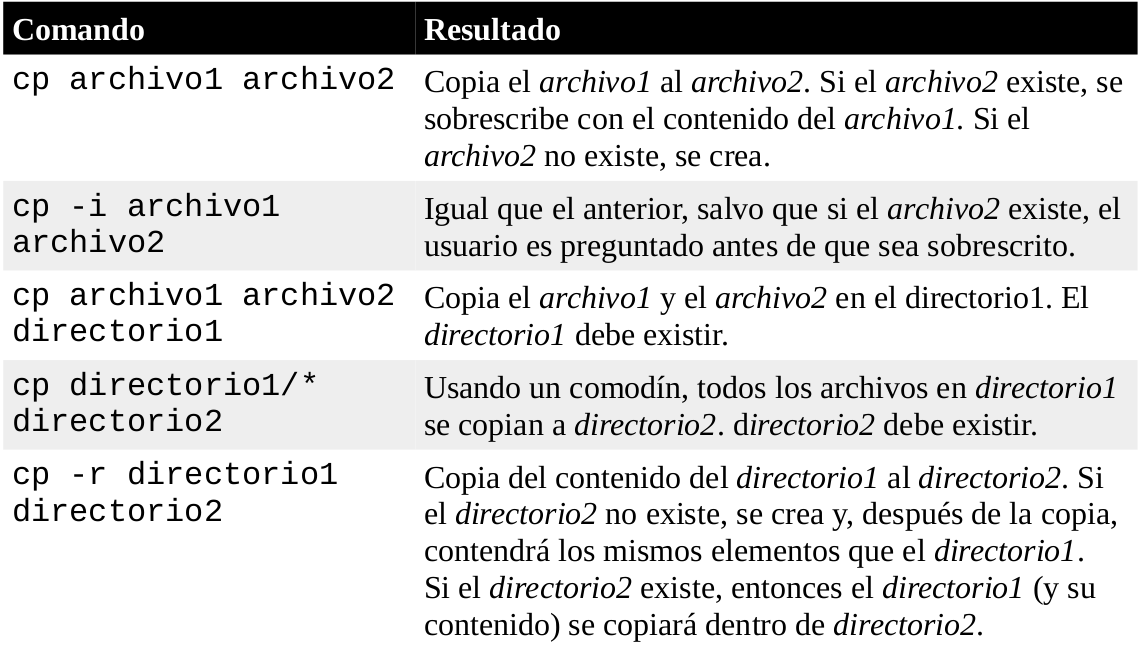 Comando Resultado
cp archivo1 archivo2 Copia el archivo1 al archivo2. Si el archivo2 existe, se
sobrescribe con el contenido del archivo1. Si el
archivo2 no existe, se crea.
cp -i archivo1 Igual que el anterior, salvo que si el archivo2 existe, el
archivo2 usuario es preguntado antes de que sea sobrescrito.
cp archivo1 archivo2 Copia el archivo1 y el archivo2 en el directorio1. El
directorio1 directorio1 debe existir.
cp directorio1/* Usando un comodín, todos los archivos en directorio1
directorio2 se copian a directorio2. directorio2 debe existir.
cp -r directorio1 Copia del contenido del directorio1 al directorio2. Si
directorio2 el directorio2 no existe, se crea y, después de la copia,
contendrá los mismos elementos que el directorio1.
Si el directorio2 existe, entonces el directorio1 (y su
contenido) se copiará dentro de directorio2.